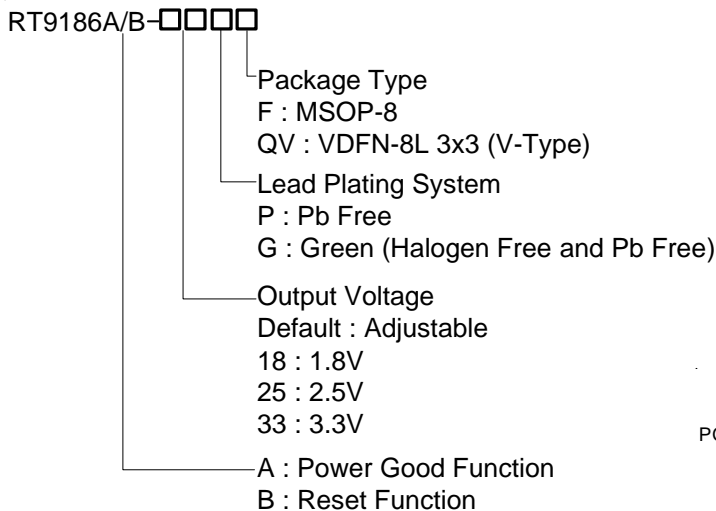 RT9186A/B-□□□□
Package Type
F : MSOP-8
QV : VDFN-8L 3x3 (V-Type)
Lead Plating System
P : Pb Free
G : Green (Halogen Free and Pb Free)
Output Voltage
Default : Adjustable
18 : 1.8V
25 : 2.5V
33 : 3.3V
A : Power Good Function
B : Reset Function